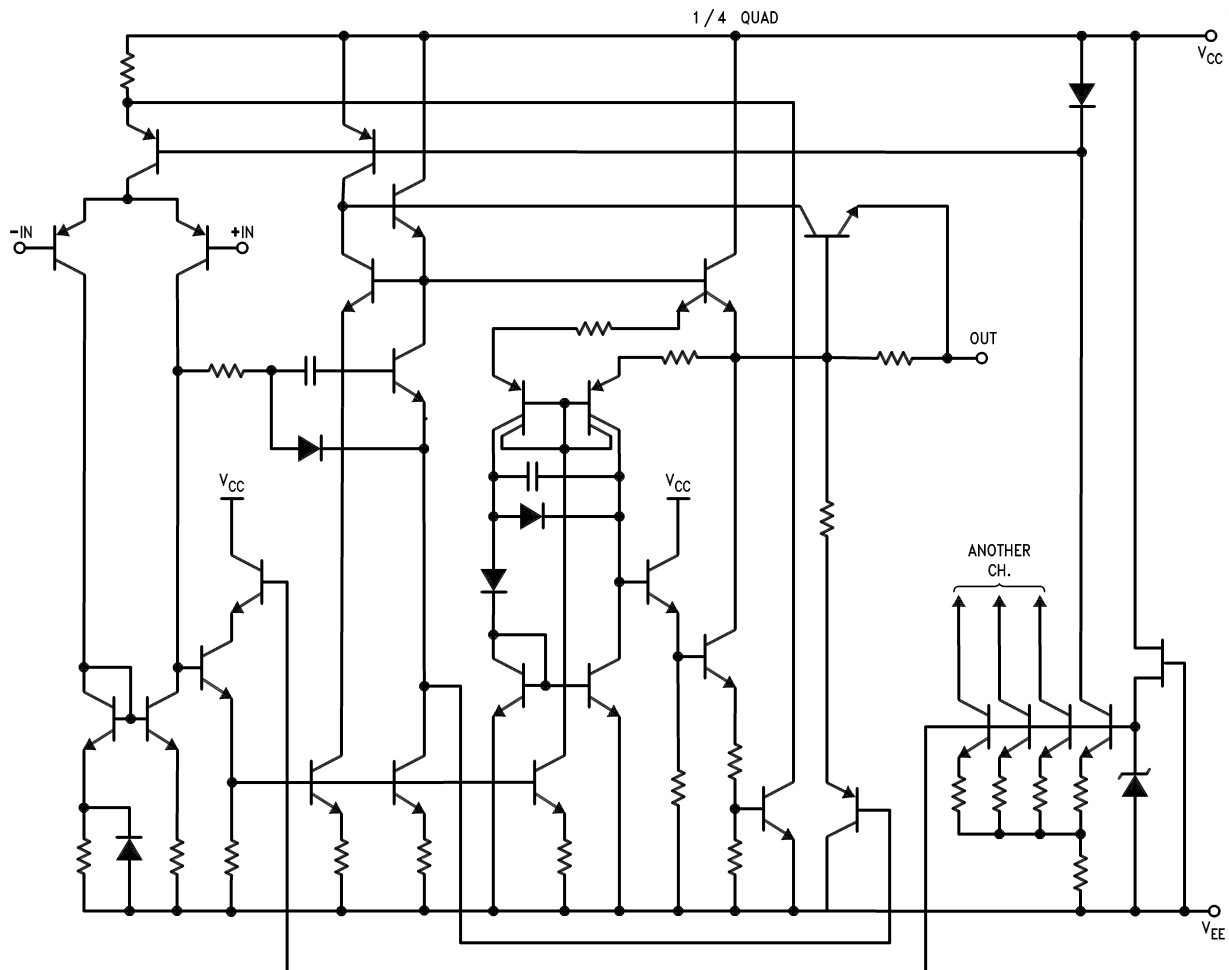 1/4 QUAD
VCC
-IN
+IN
OUT
VCC
VCC
ANOTHER
CH.
VEE